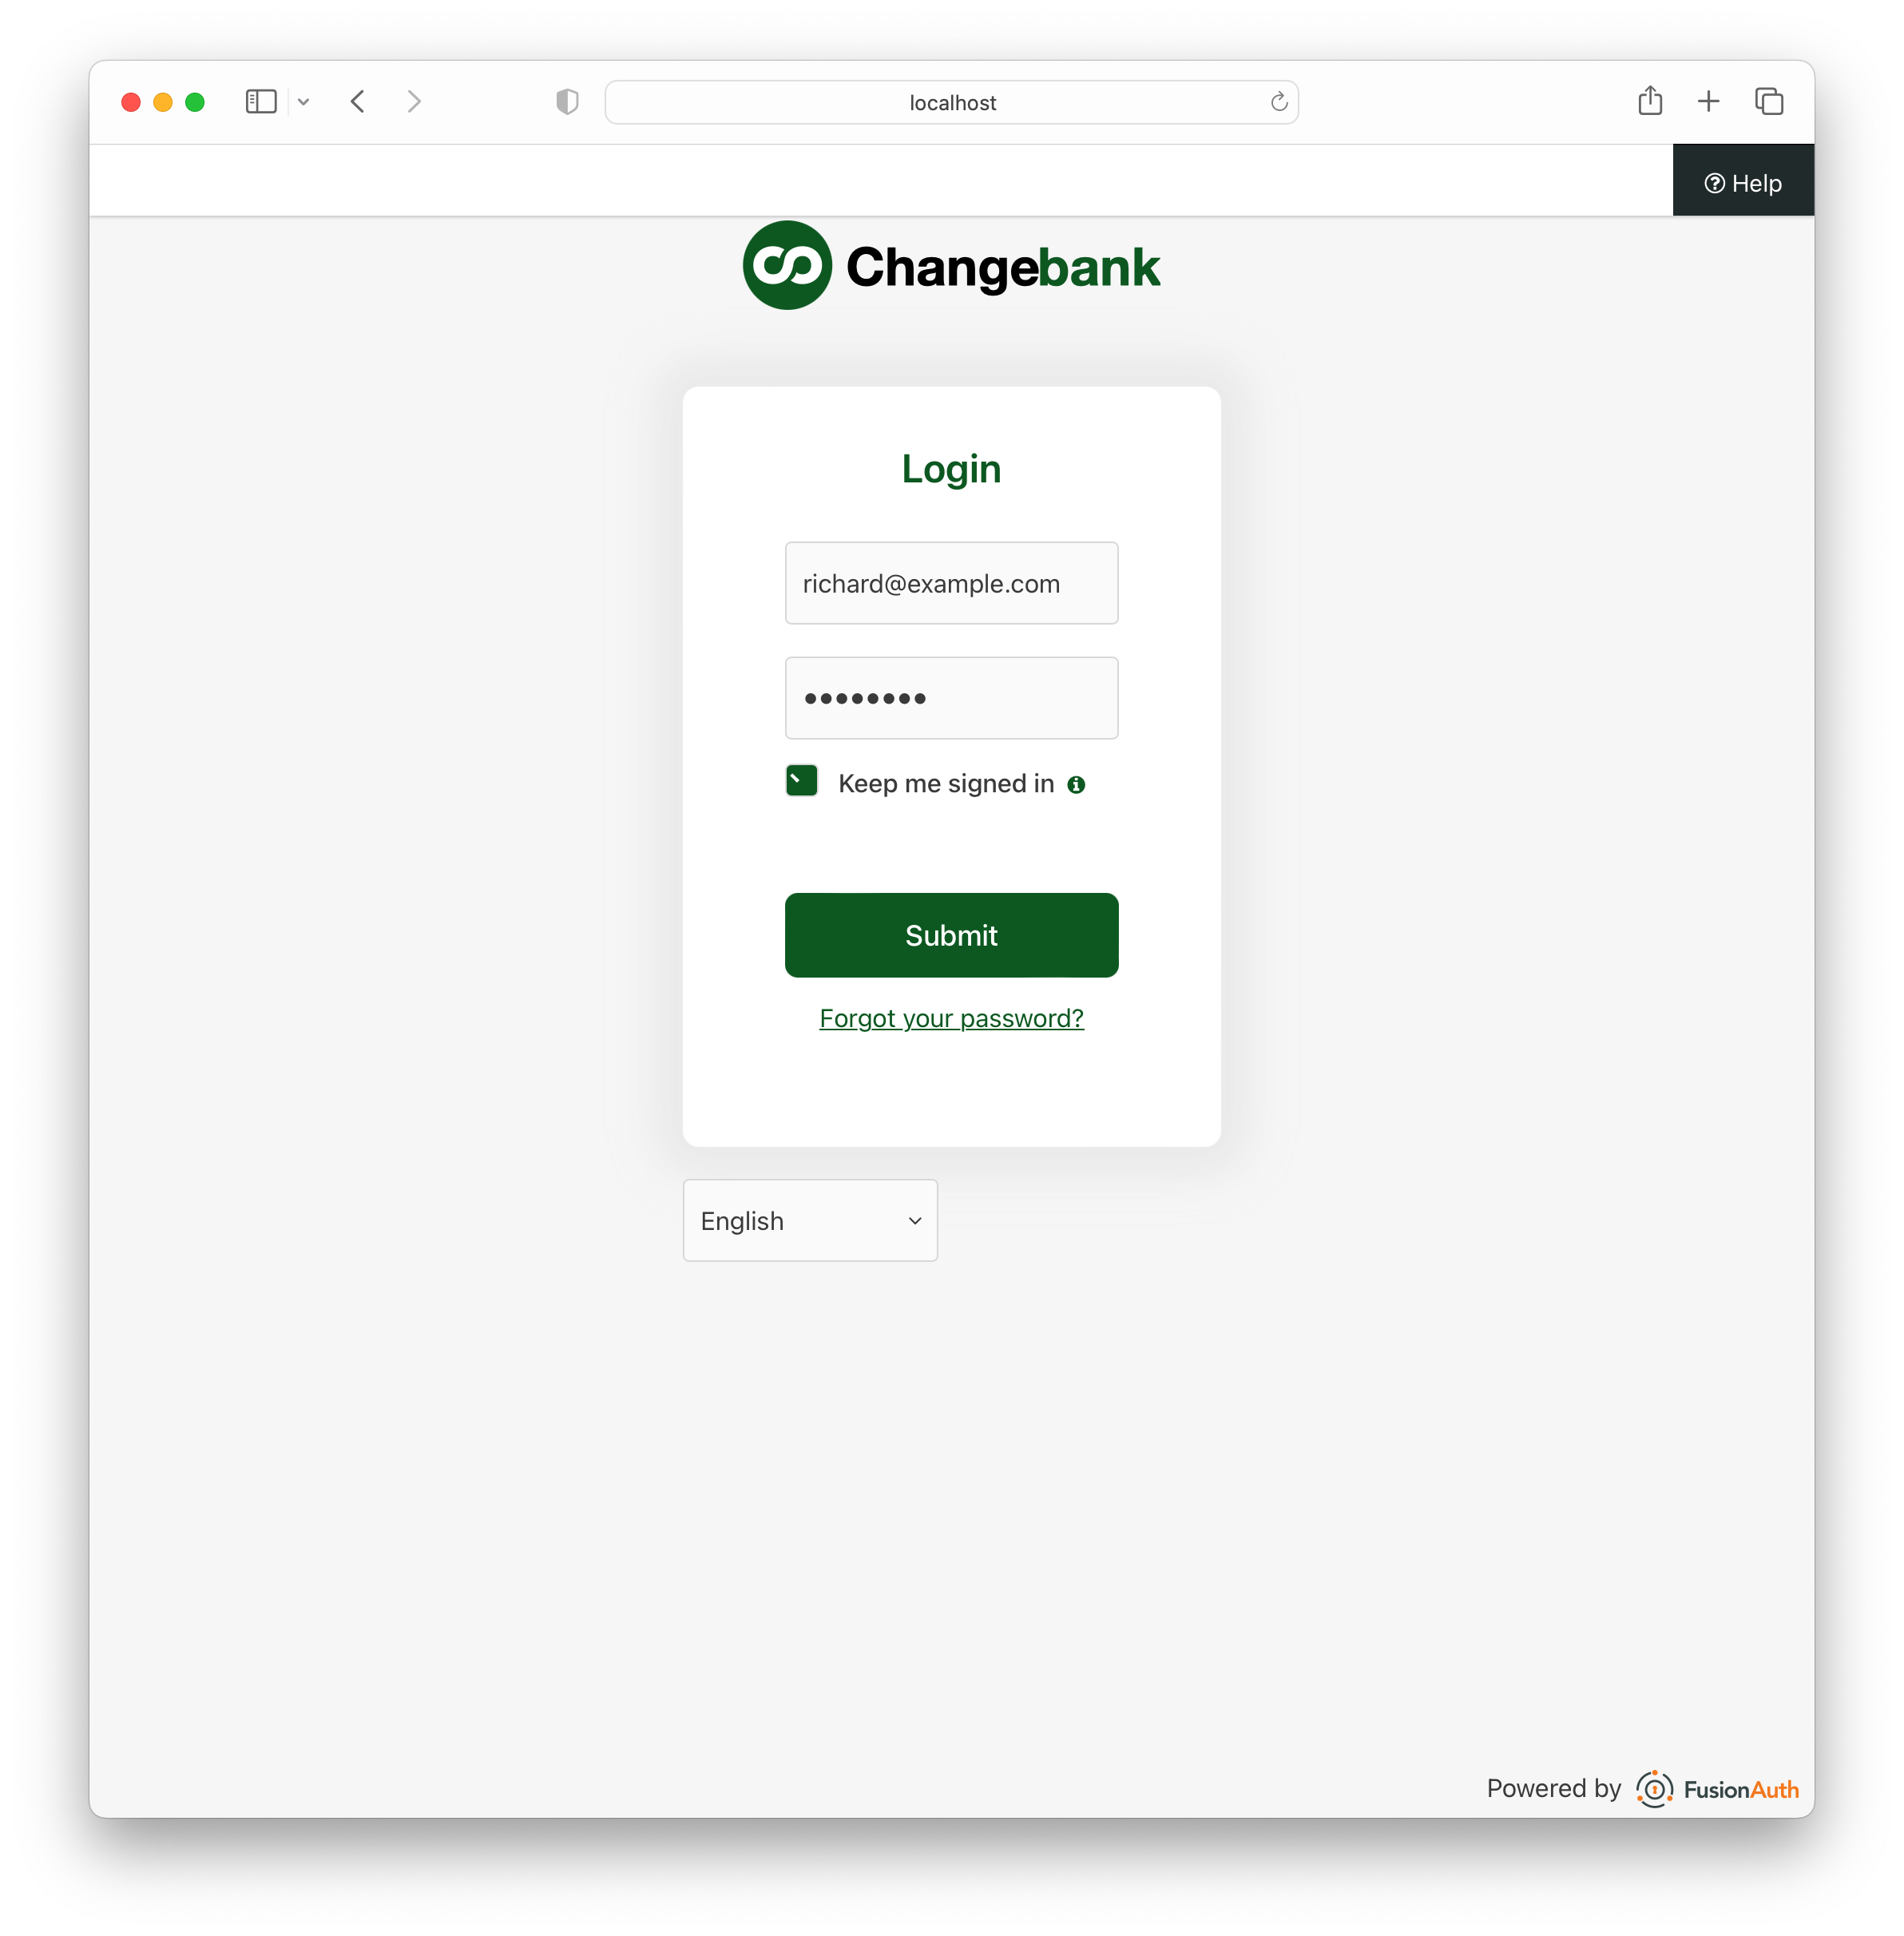 localhost
Help
Changebank
Login
richard@example.com
••••••••
Keep me signed in
Submit
Forgot your password?
English
Powered by FusionAuth